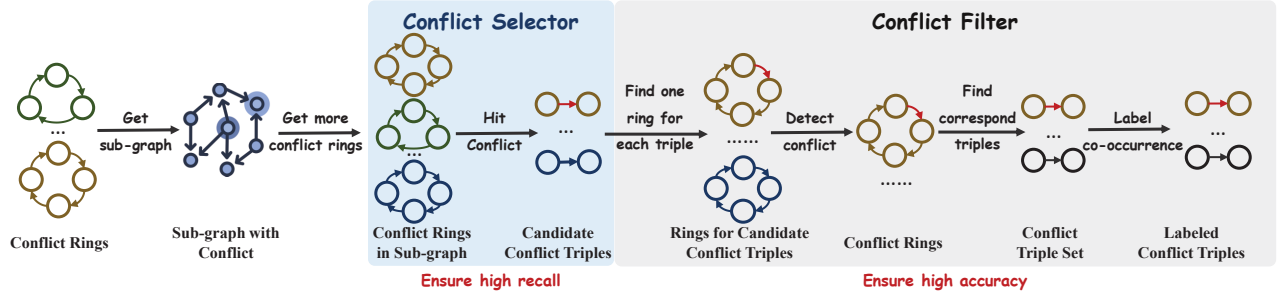 Conflict Selector
Conflict Filter
Get
sub-graph
Get more
conflict rings
Hit
Conflict
Find one
ring for
each triple
Detect
conflict
Find
correspond
triples
Label
co-occurrence
...
...
...
......
......
...
...
Conflict Rings
Sub-graph with
Conflict
Conflict Rings
in Sub-graph
Candidate
Conflict Triples
Rings for Candidate
Conflict Triples
Conflict Rings
Conflict
Triple Set
Labeled
Conflict Triples
Ensure high recall
Ensure high accuracy